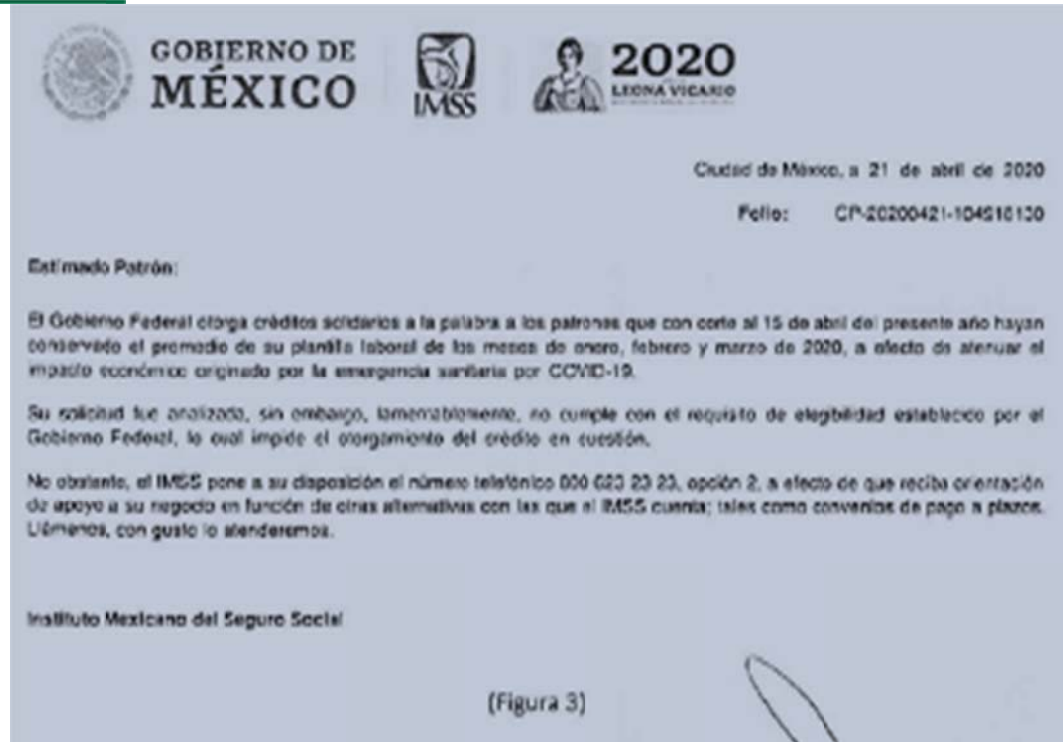 GOBIERNO DE
MÉXICO
IMSS
2020
LEONA VICARIO
Ciudad de México, a 21 de abril de 2020
Folio: CP-20200421-104918130
Estimado Patrón:
El Gobierno Federal otorga créditos solidarios a la palabra a los patrones que con corte al 15 de abril del presente año hayan
conservado el promedio de su plantilla laboral de los meses de enero, febrero y marzo de 2020, a efecto de atenuar el
impacto económico originado por la emergencia sanitaria por COVID-19.
Su solicitud fue analizada, sin embargo, lamentablemente, no cumple con el requisito de elegibilidad establecido por el
Gobierno Federal, lo cual impide el otorgamiento del crédito en cuestión.
No obstante, el IMSS pone a su disposición el número telefónico 800 623 23 23, opción 2, a efecto de que reciba orientación
de apoyo a su negocio en función de otras alternativas con las que el IMSS cuenta; tales como convenios de pago a plazos.
Llámenos, con gusto lo atenderemos.
Instituto Mexicano del Seguro Social
(Figura 3)